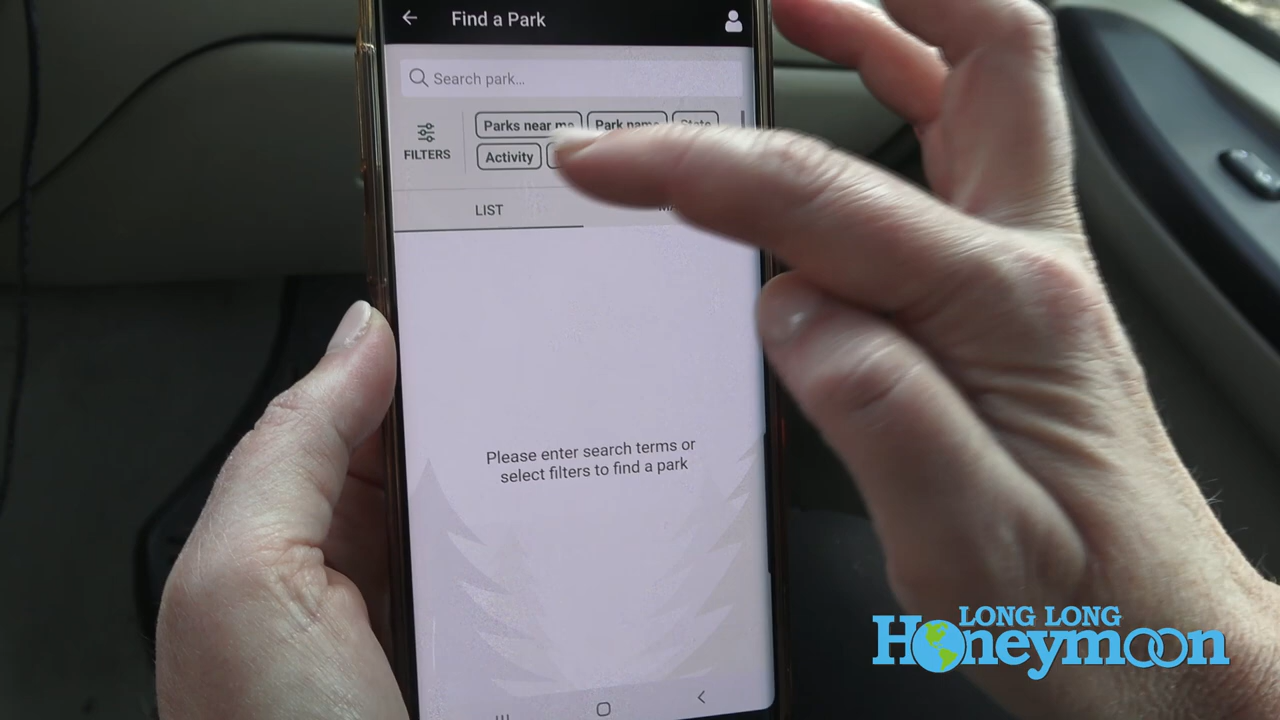 Find a Park
Search park...
FILTERS
Parks near me
Park name
State
Activity
LIST
Please enter search terms or
select filters to find a park
LONG LONG
Honeymoon